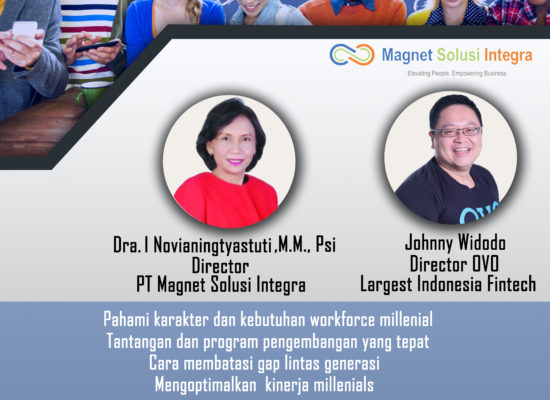 Magnet Solusi Integra
Elevating People, Empowering Business
Dra. I Novianingtyastuti ,M.M., Psi
Director
PT Magnet Solusi Integra
Johnny Widodo
Director OVO
Largest Indonesia Fintech
Pahami karakter dan kebutuhan workforce millenial
Tantangan dan program pengembangan yang tepat
Cara membatasi gap lintas generasi
Mengoptimalkan kinerja millenials